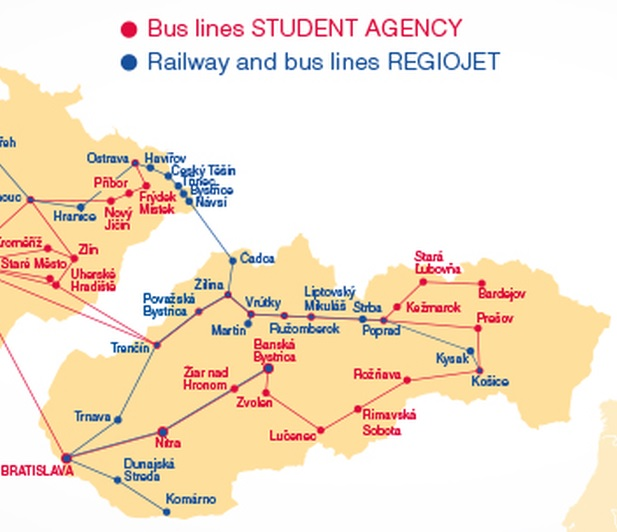 Bus lines STUDENT AGENCY
Railway and bus lines REGIOJET
Ostrava
Havířov
Český Těšín
Třinec
Bystřice
Návsí
Příbor
Frýdek
Místek
Hranice
Nový
Jičín
Zlín
Staré Město
Uherské
Hradiště
Čadca
Žilina
Považská
Bystrica
Vrútky
Martin
Ružomberok
Liptovský
Mikuláš
Štrba
Poprad
Stará
Ľubovňa
Kežmarok
Bardejov
Prešov
Kysak
Košice
Rožňava
Rimavská
Sobota
Lučenec
Zvolen
Banská
Bystrica
Žiar nad
Hronom
Trenčín
Trnava
Nitra
BRATISLAVA
Dunajská
Streda
Komárno